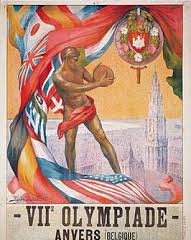 - VIIᴱ OLYMPIADE -
ANVERS (BELGIQUE)